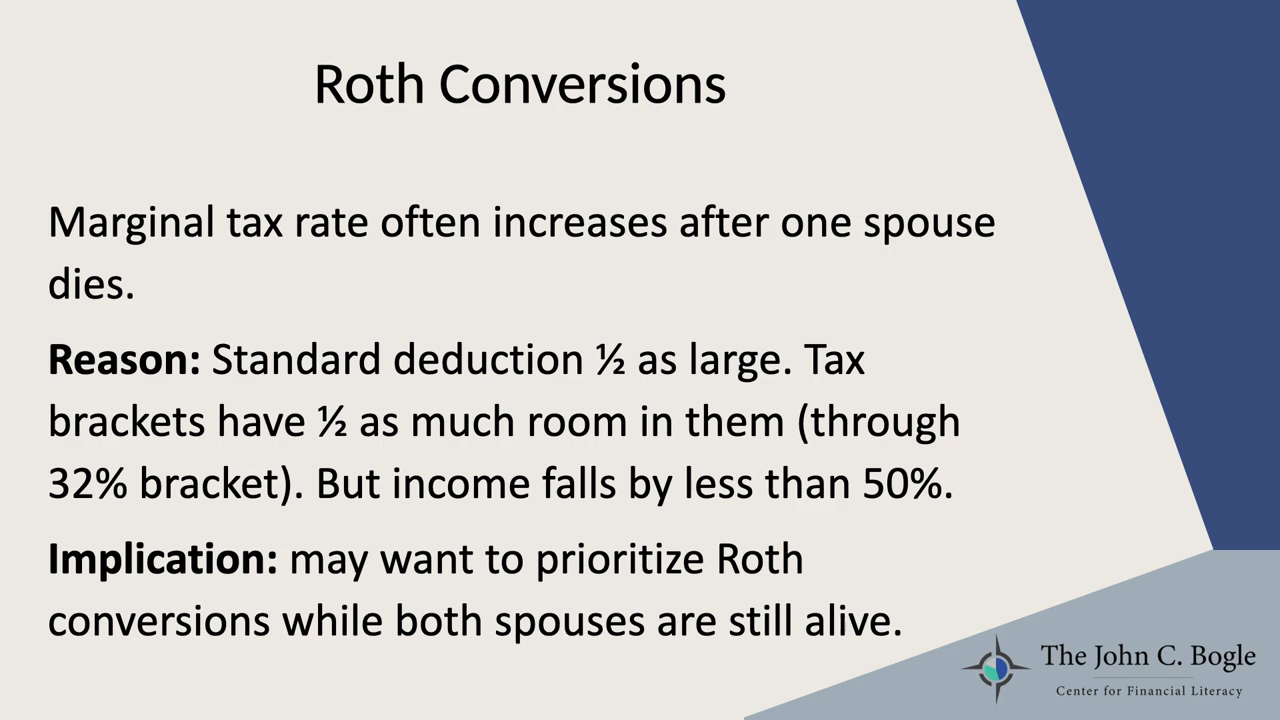 Roth Conversions
Marginal tax rate often increases after one spouse
dies.
Reason: Standard deduction ½ as large. Tax
brackets have ½ as much room in them (through
32% bracket). But income falls by less than 50%.
Implication: may want to prioritize Roth
conversions while both spouses are still alive.
The John C. Bogle
Center for Financial Literacy